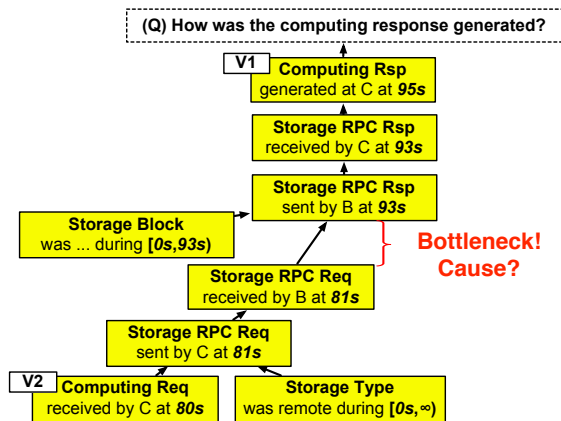 (Q) How was the computing response generated?
V1
Computing Rsp
generated at C at 95s
Storage RPC Rsp
received by C at 93s
Storage RPC Rsp
sent by B at 93s
Storage Block
was ... during [0s,93s)
Bottleneck!
Cause?
Storage RPC Req
received by B at 81s
Storage RPC Req
sent by C at 81s
V2
Computing Req
received by C at 80s
Storage Type
was remote during [0s,∞)